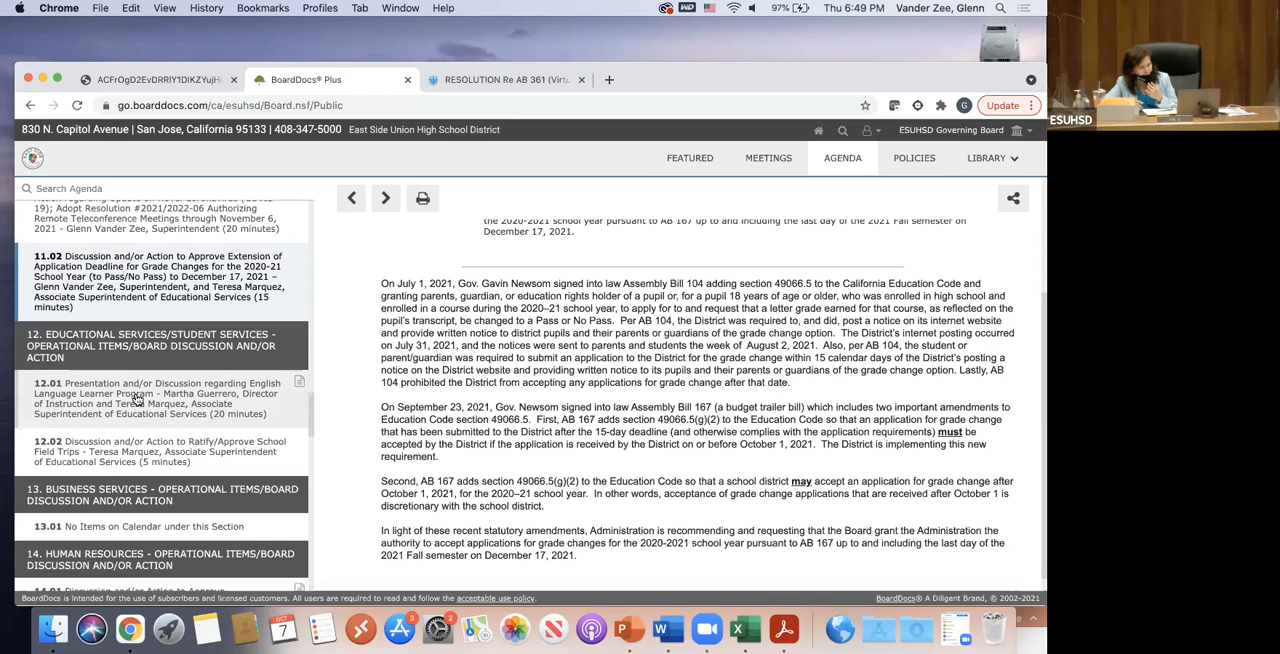 Chrome File Edit View History Bookmarks Profiles Tab Window Help 97% Thu 6:49 PM Vander Zee, Glenn
ACFrOgD2EvDRRlY1DlKZYujH
BoardDocs® Plus
RESOLUTION Re AB 361 (Virtu
go.boarddocs.com/ca/esuhsd/Board.nsf/Public
G
Update
830 N. Capitol Avenue | San Jose, California 95133 | 408-347-5000 East Side Union High School District
ESUHSD Governing Board
FEATURED MEETINGS AGENDA POLICIES LIBRARY
Search Agenda
19); Adopt Resolution #2021/2022-06 Authorizing
Remote Teleconference Meetings through November 6,
2021 - Glenn Vander Zee, Superintendent (20 minutes)
11.02 Discussion and/or Action to Approve Extension of
Application Deadline for Grade Changes for the 2020-21
School Year (to Pass/No Pass) to December 17, 2021 –
Glenn Vander Zee, Superintendent, and Teresa Marquez,
Associate Superintendent of Educational Services (15
minutes)
12. EDUCATIONAL SERVICES/STUDENT SERVICES -
OPERATIONAL ITEMS/BOARD DISCUSSION AND/OR
ACTION
12.01 Presentation and/or Discussion regarding English
Language Learner Program - Martha Guerrero, Director
of Instruction and Teresa Marquez, Associate
Superintendent of Educational Services (20 minutes)
12.02 Discussion and/or Action to Ratify/Approve School
Field Trips - Teresa Marquez, Associate Superintendent
of Educational Services (5 minutes)
13. BUSINESS SERVICES - OPERATIONAL ITEMS/BOARD
DISCUSSION AND/OR ACTION
13.01 No Items on Calendar under this Section
14. HUMAN RESOURCES - OPERATIONAL ITEMS/BOARD
DISCUSSION AND/OR ACTION
14.01 Discussion and/or Action to Approve
the 2020-2021 school year pursuant to AB 167 up to and including the last day of the 2021 Fall semester on
December 17, 2021.
On July 1, 2021, Gov. Gavin Newsom signed into law Assembly Bill 104 adding section 49066.5 to the California Education Code and
granting parents, guardian, or education rights holder of a pupil or, for a pupil 18 years of age or older, who was enrolled in high school and
enrolled in a course during the 2020–21 school year, to apply for and request that a letter grade earned for that course, as reflected on the
pupil's transcript, be changed to a Pass or No Pass. Per AB 104, the District was required to, and did, post a notice on its internet website
and provide written notice to district pupils and their parents or guardians of the grade change option. The District's internet posting occurred
on July 31, 2021, and the notices were sent to parents and students the week of August 2, 2021. Also, per AB 104, the student or
parent/guardian was required to submit an application to the District for the grade change within 15 calendar days of the District's posting a
notice on the District website and providing written notice to its pupils and their parents or guardians of the grade change option. Lastly, AB
104 prohibited the District from accepting any applications for grade change after that date.
On September 23, 2021, Gov. Newsom signed into law Assembly Bill 167 (a budget trailer bill) which includes two important amendments to
Education Code section 49066.5. First, AB 167 adds section 49066.5(g)(2) to the Education Code so that an application for grade change
that has been submitted to the District after the 15-day deadline (and otherwise complies with the application requirements) must be
accepted by the District if the application is received by the District on or before October 1, 2021. The District is implementing this new
requirement.
Second, AB 167 adds section 49066.5(g)(2) to the Education Code so that a school district may accept an application for grade change after
October 1, 2021, for the 2020–21 school year. In other words, acceptance of grade change applications that are received after October 1 is
discretionary with the school district.
In light of these recent statutory amendments, Administration is recommending and requesting that the Board grant the Administration the
authority to accept applications for grade changes for the 2020-2021 school year pursuant to AB 167 up to and including the last day of the
2021 Fall semester on December 17, 2021.
BoardDocs is intended for the use of subscribers and licensed customers. All users are required to read and follow the acceptable use policy.
BoardDocs® A Diligent Brand, © 2002-2021
OCT
7
3
2
ESUHSD